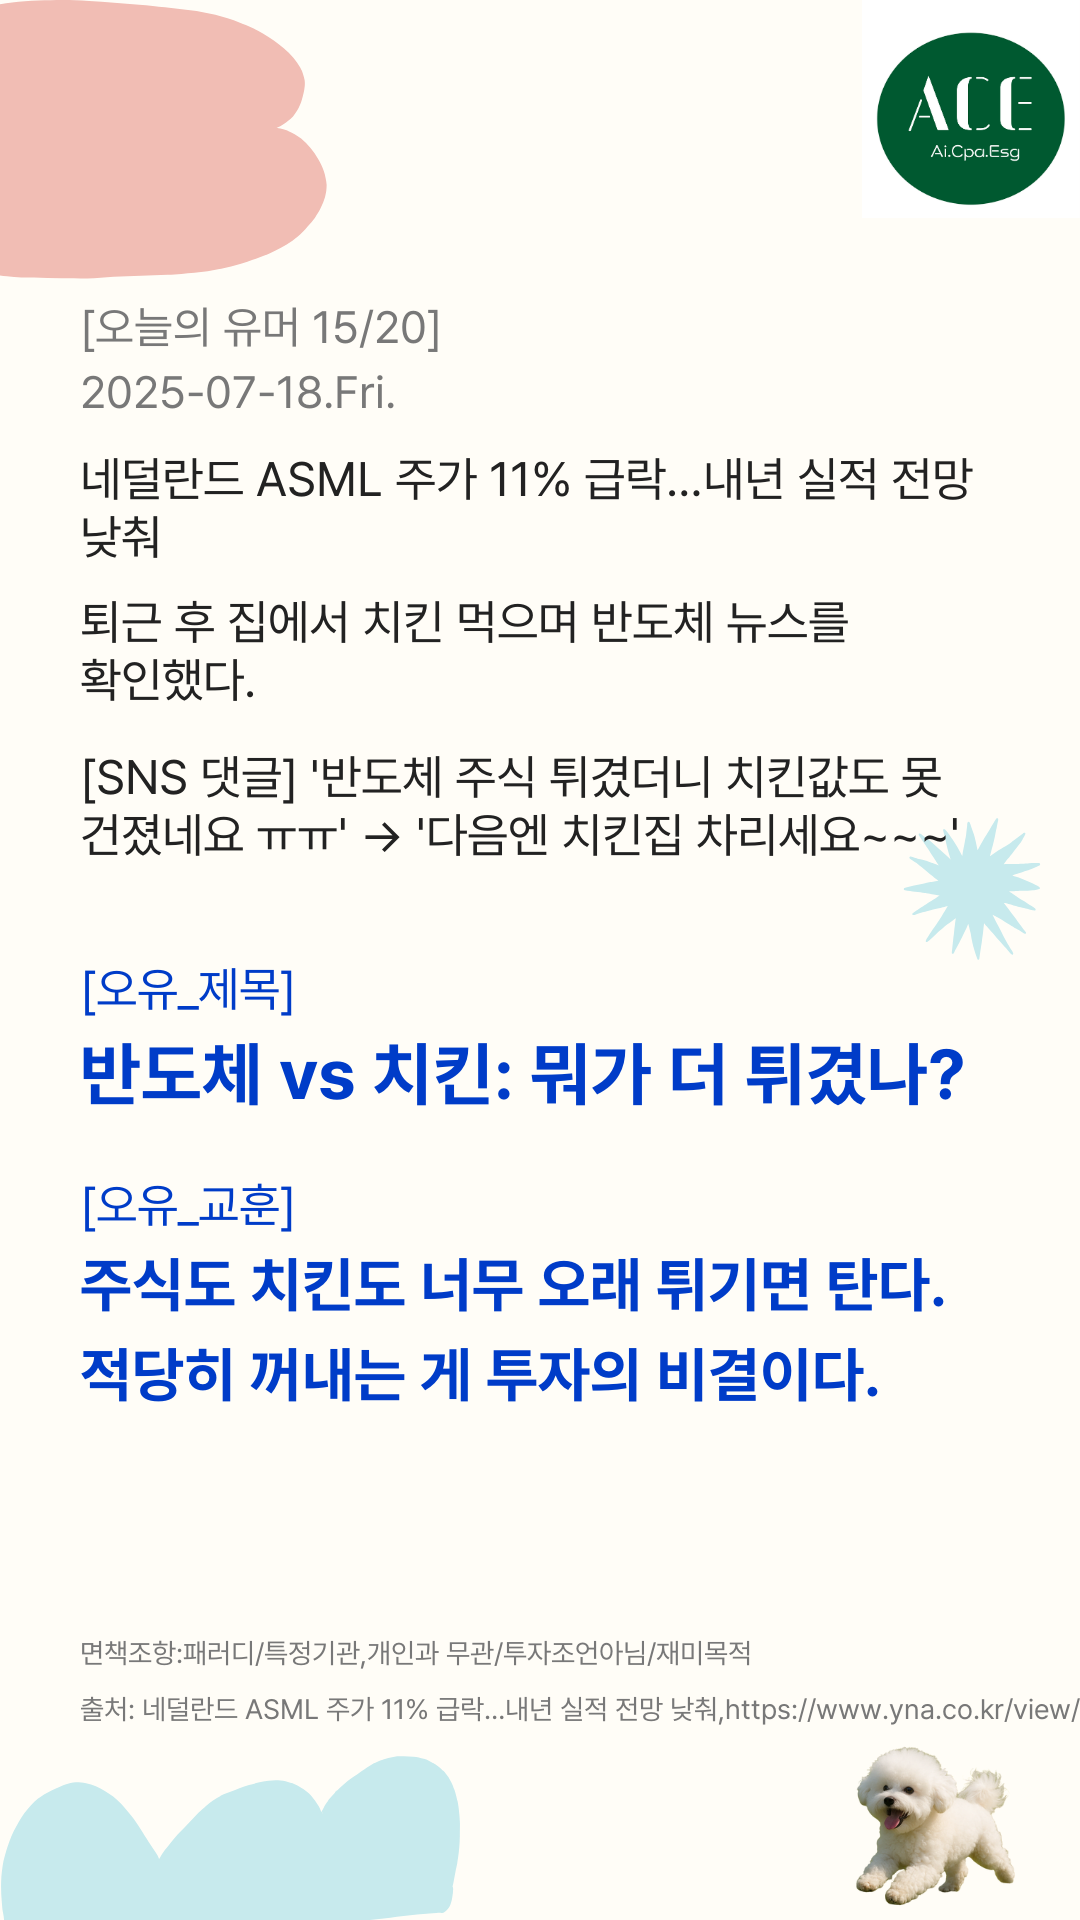 ACE
Ai.Cpa.Esg
[오늘의 유머 15/20]
2025-07-18.Fri.
네덜란드 ASML 주가 11% 급락…내년 실적 전망
낮춰
퇴근 후 집에서 치킨 먹으며 반도체 뉴스를
확인했다.
[SNS 댓글] '반도체 주식 튀겼더니 치킨값도 못
건졌네요 ㅠㅠ' → '다음엔 치킨집 차리세요~~~'
[오유_제목]
반도체 vs 치킨: 뭐가 더 튀겼나?
[오유_교훈]
주식도 치킨도 너무 오래 튀기면 탄다.
적당히 꺼내는 게 투자의 비결이다.
면책조항:패러디/특정기관,개인과 무관/투자조언아님/재미목적
출처: 네덜란드 ASML 주가 11% 급락…내년 실적 전망 낮춰,https://www.yna.co.kr/view/